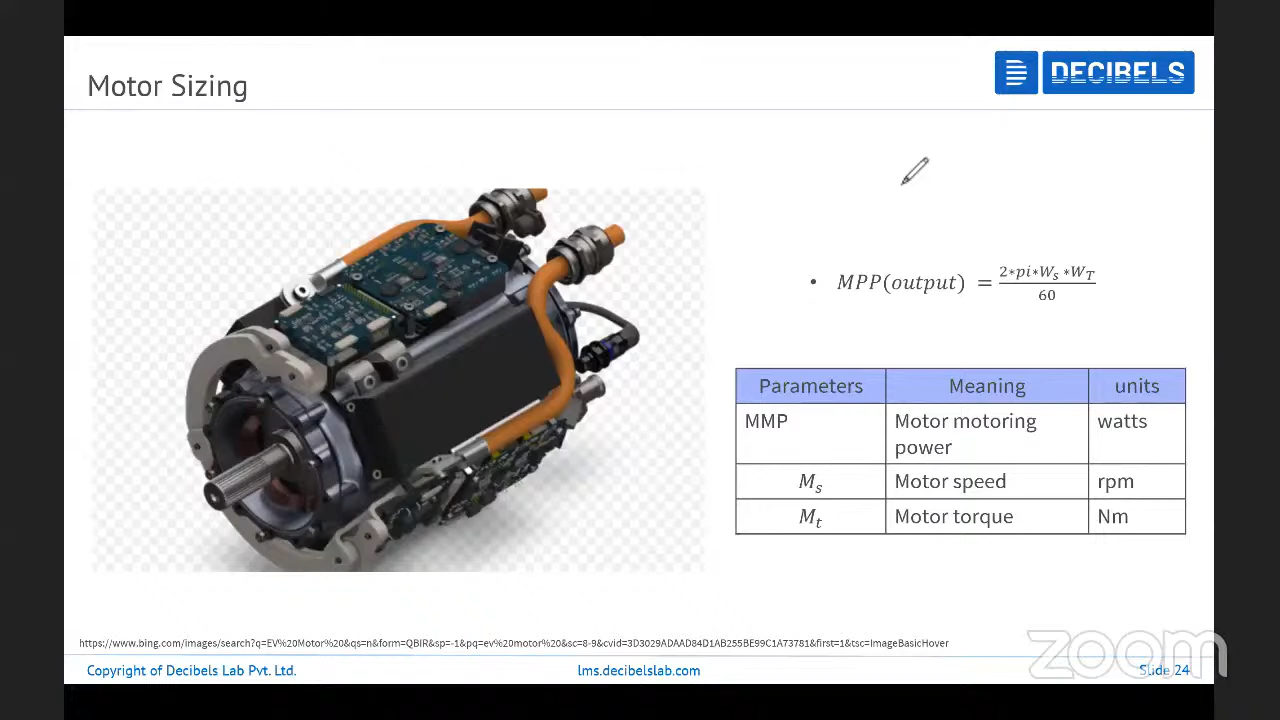 Motor Sizing
DECIBELS
• MPP(output) = \frac{2*pi*W_s*W_T}{60}
Parameters Meaning units
MMP Motor motoring power watts
M_s Motor speed rpm
M_t Motor torque Nm
https://www.bing.com/images/search?q=EV%20Motor%20&qs=n&form=QBIR&sp=-1&pq=ev%20motor%20&sc=8-9&cvid=3D3029ADAAD84D1AB255BE99C1A73781&first=1&tsc=ImageBasicHover
Copyright of Decibels Lab Pvt. Ltd. lms.decibelslab.com Slide 24
zoom